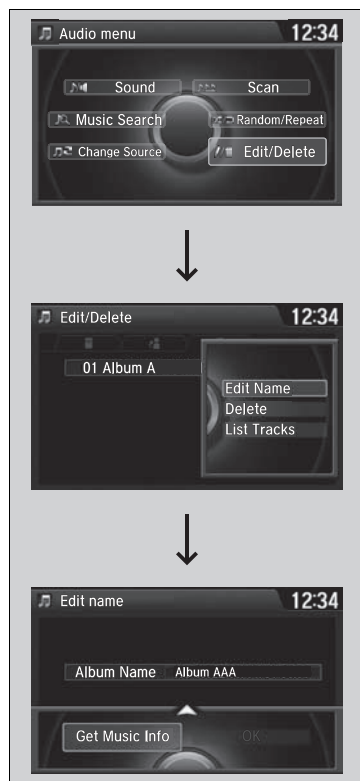 Audio menu 12:34
Sound Scan
Music Search Random/Repeat
Change Source Edit/Delete
Edit/Delete 12:34
01 Album A
Edit Name
Delete
List Tracks
Edit name 12:34
Album Name Album AAA
Get Music Info OK